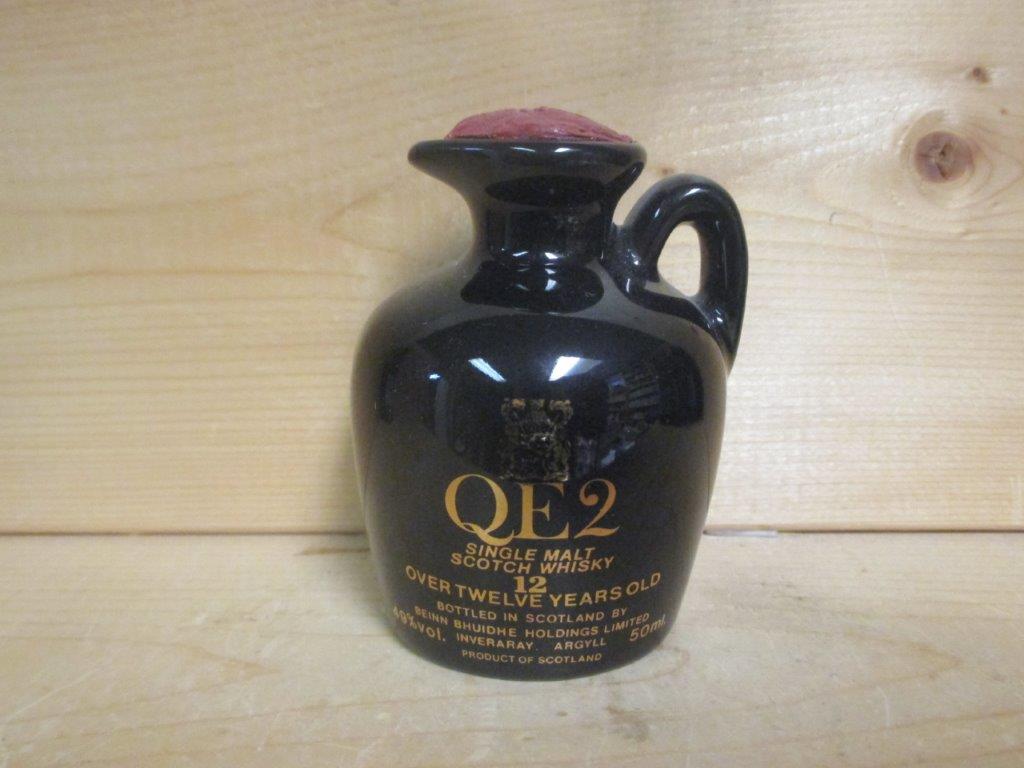 QE2
SINGLE MALT
SCOTCH WHISKY
12
OVER TWELVE YEARS OLD
BOTTLED IN SCOTLAND BY
BEINN BHUIDHE HOLDINGS LIMITED
49%vol. INVERARAY. ARGYLL 50ml.
PRODUCT OF SCOTLAND